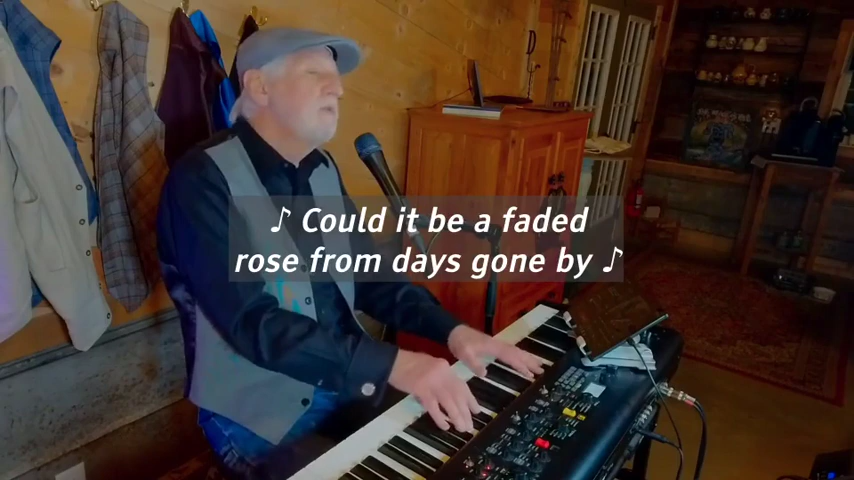 ♪ Could it be a faded
rose from days gone by ♪